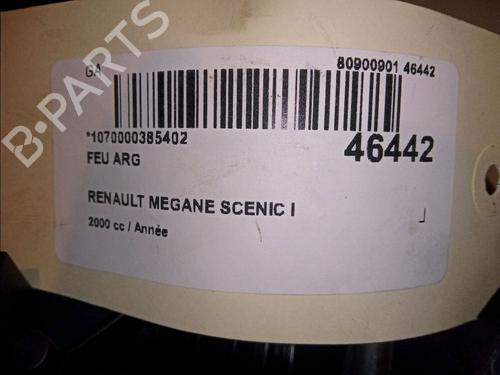 GA
80900901 46442
*1070000385402
46442
FEU ARG
RENAULT MEGANE SCENIC I
2000 cc / Année
B-PARTS